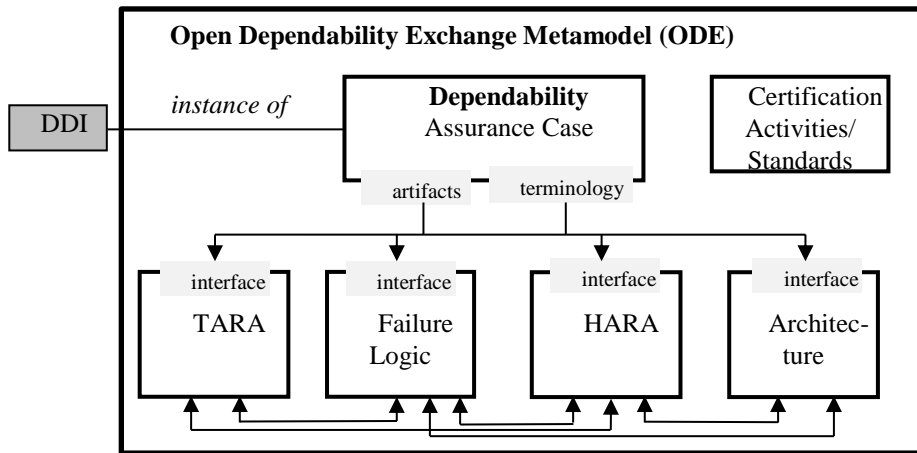 Open Dependability Exchange Metamodel (ODE)
DDI
instance of
Dependability
Assurance Case
Certification
Activities/
Standards
artifacts
terminology
interface
TARA
interface
Failure
Logic
interface
HARA
interface
Architec-
ture